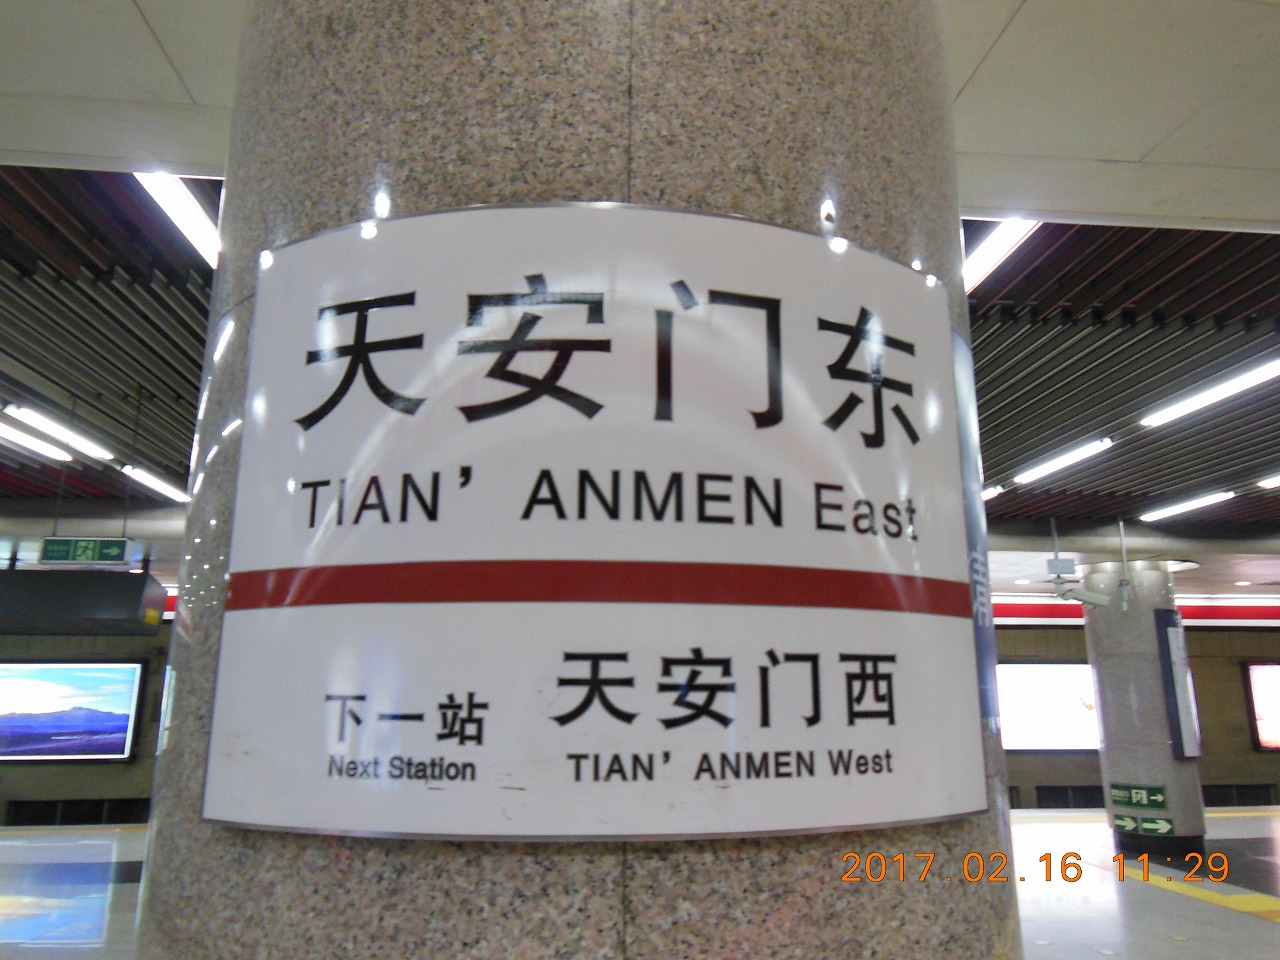 天安门东
TIAN' ANMEN East
下一站 天安门西
Next Station TIAN' ANMEN West
2017.02.16 11:29